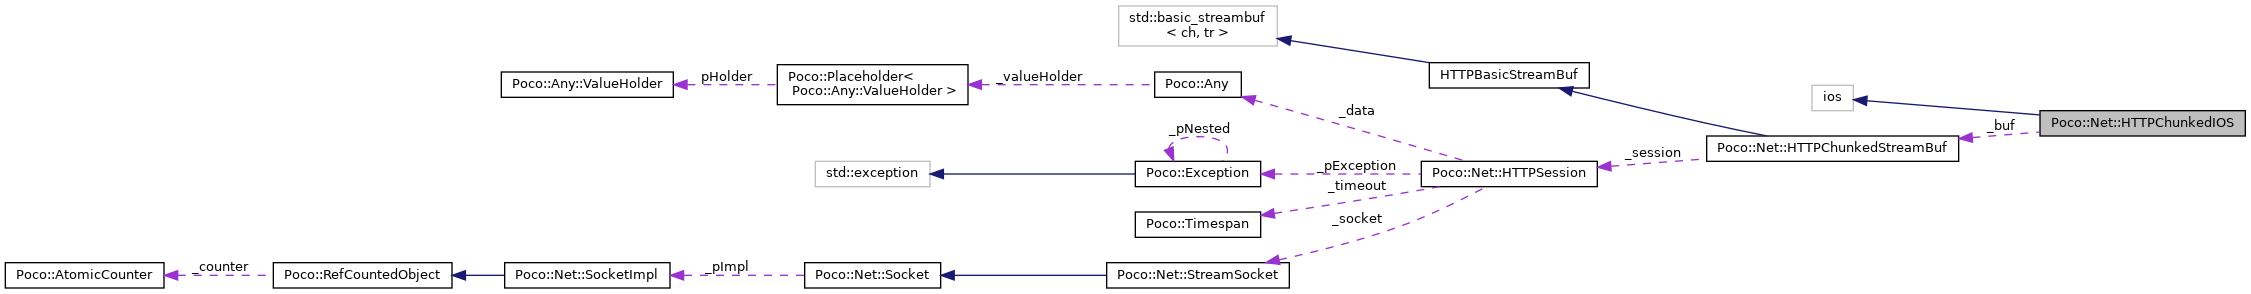 std::basic_streambuf
< ch, tr >
Poco::Any::ValueHolder
pHolder
Poco::Placeholder<
Poco::Any::ValueHolder >
_valueHolder
Poco::Any
HTTPBasicStreamBuf
ios
_data
_buf
Poco::Net::HTTPChunkedIOS
_pNested
Poco::Net::HTTPChunkedStreamBuf
_session
std::exception
Poco::Exception
_pException
Poco::Net::HTTPSession
_timeout
Poco::Timespan
_socket
Poco::AtomicCounter
_counter
Poco::RefCountedObject
Poco::Net::SocketImpl
_pImpl
Poco::Net::Socket
Poco::Net::StreamSocket